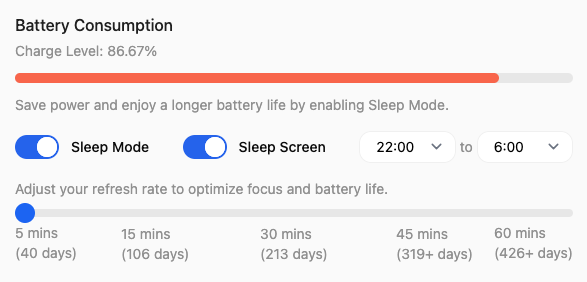 Battery Consumption
Charge Level: 86.67%
Save power and enjoy a longer battery life by enabling Sleep Mode.
Sleep Mode Sleep Screen 22:00 to 6:00
Adjust your refresh rate to optimize focus and battery life.
5 mins 15 mins 30 mins 45 mins 60 mins
(40 days) (106 days) (213 days) (319+ days) (426+ days)